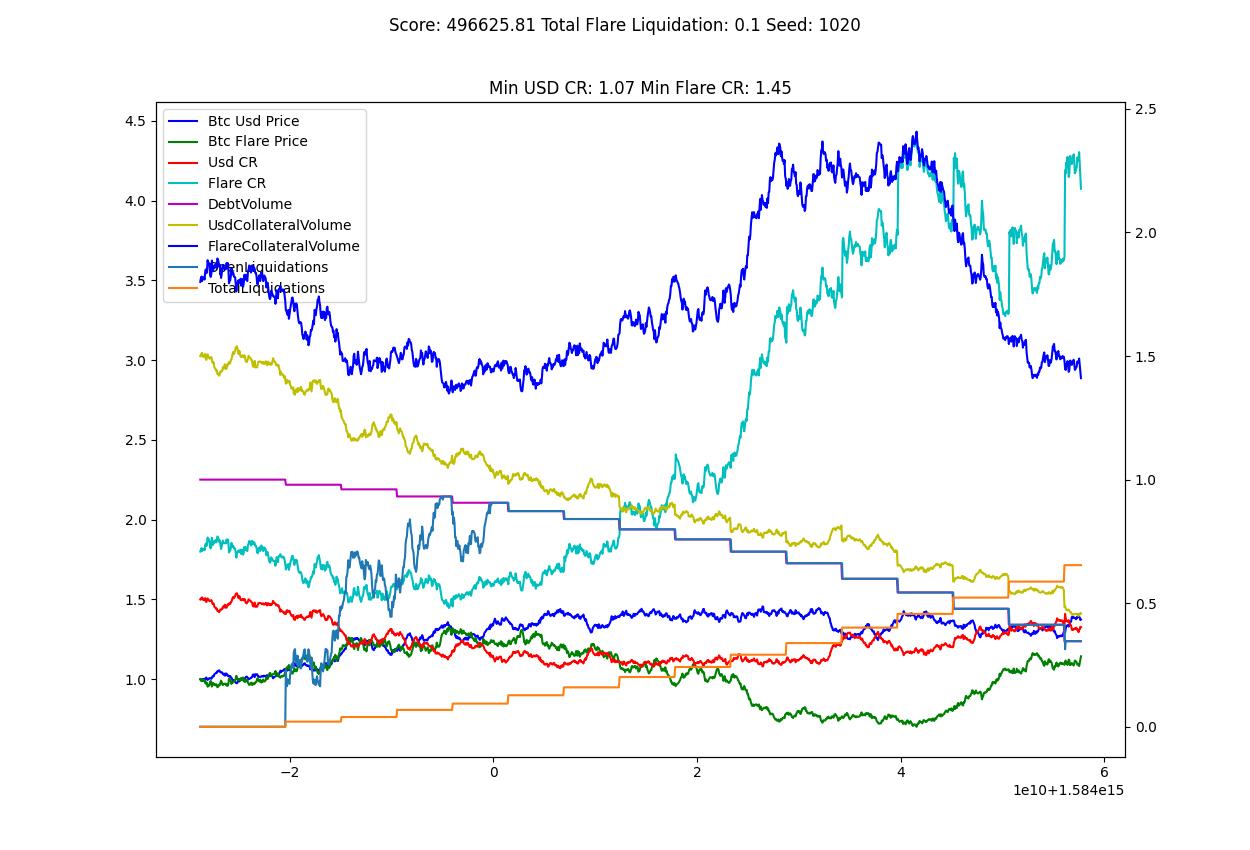 Score: 496625.81 Total Flare Liquidation: 0.1 Seed: 1020
Min USD CR: 1.07 Min Flare CR: 1.45
Btc Usd Price
Btc Flare Price
Usd CR
Flare CR
DebtVolume
UsdCollateralVolume
FlareCollateralVolume
OpenLiquidations
TotalLiquidations
4.5
4.0
3.5
3.0
2.5
2.0
1.5
1.0
2.5
2.0
1.5
1.0
0.5
0.0
−2
0
2
4
6
1e10+1.584e15